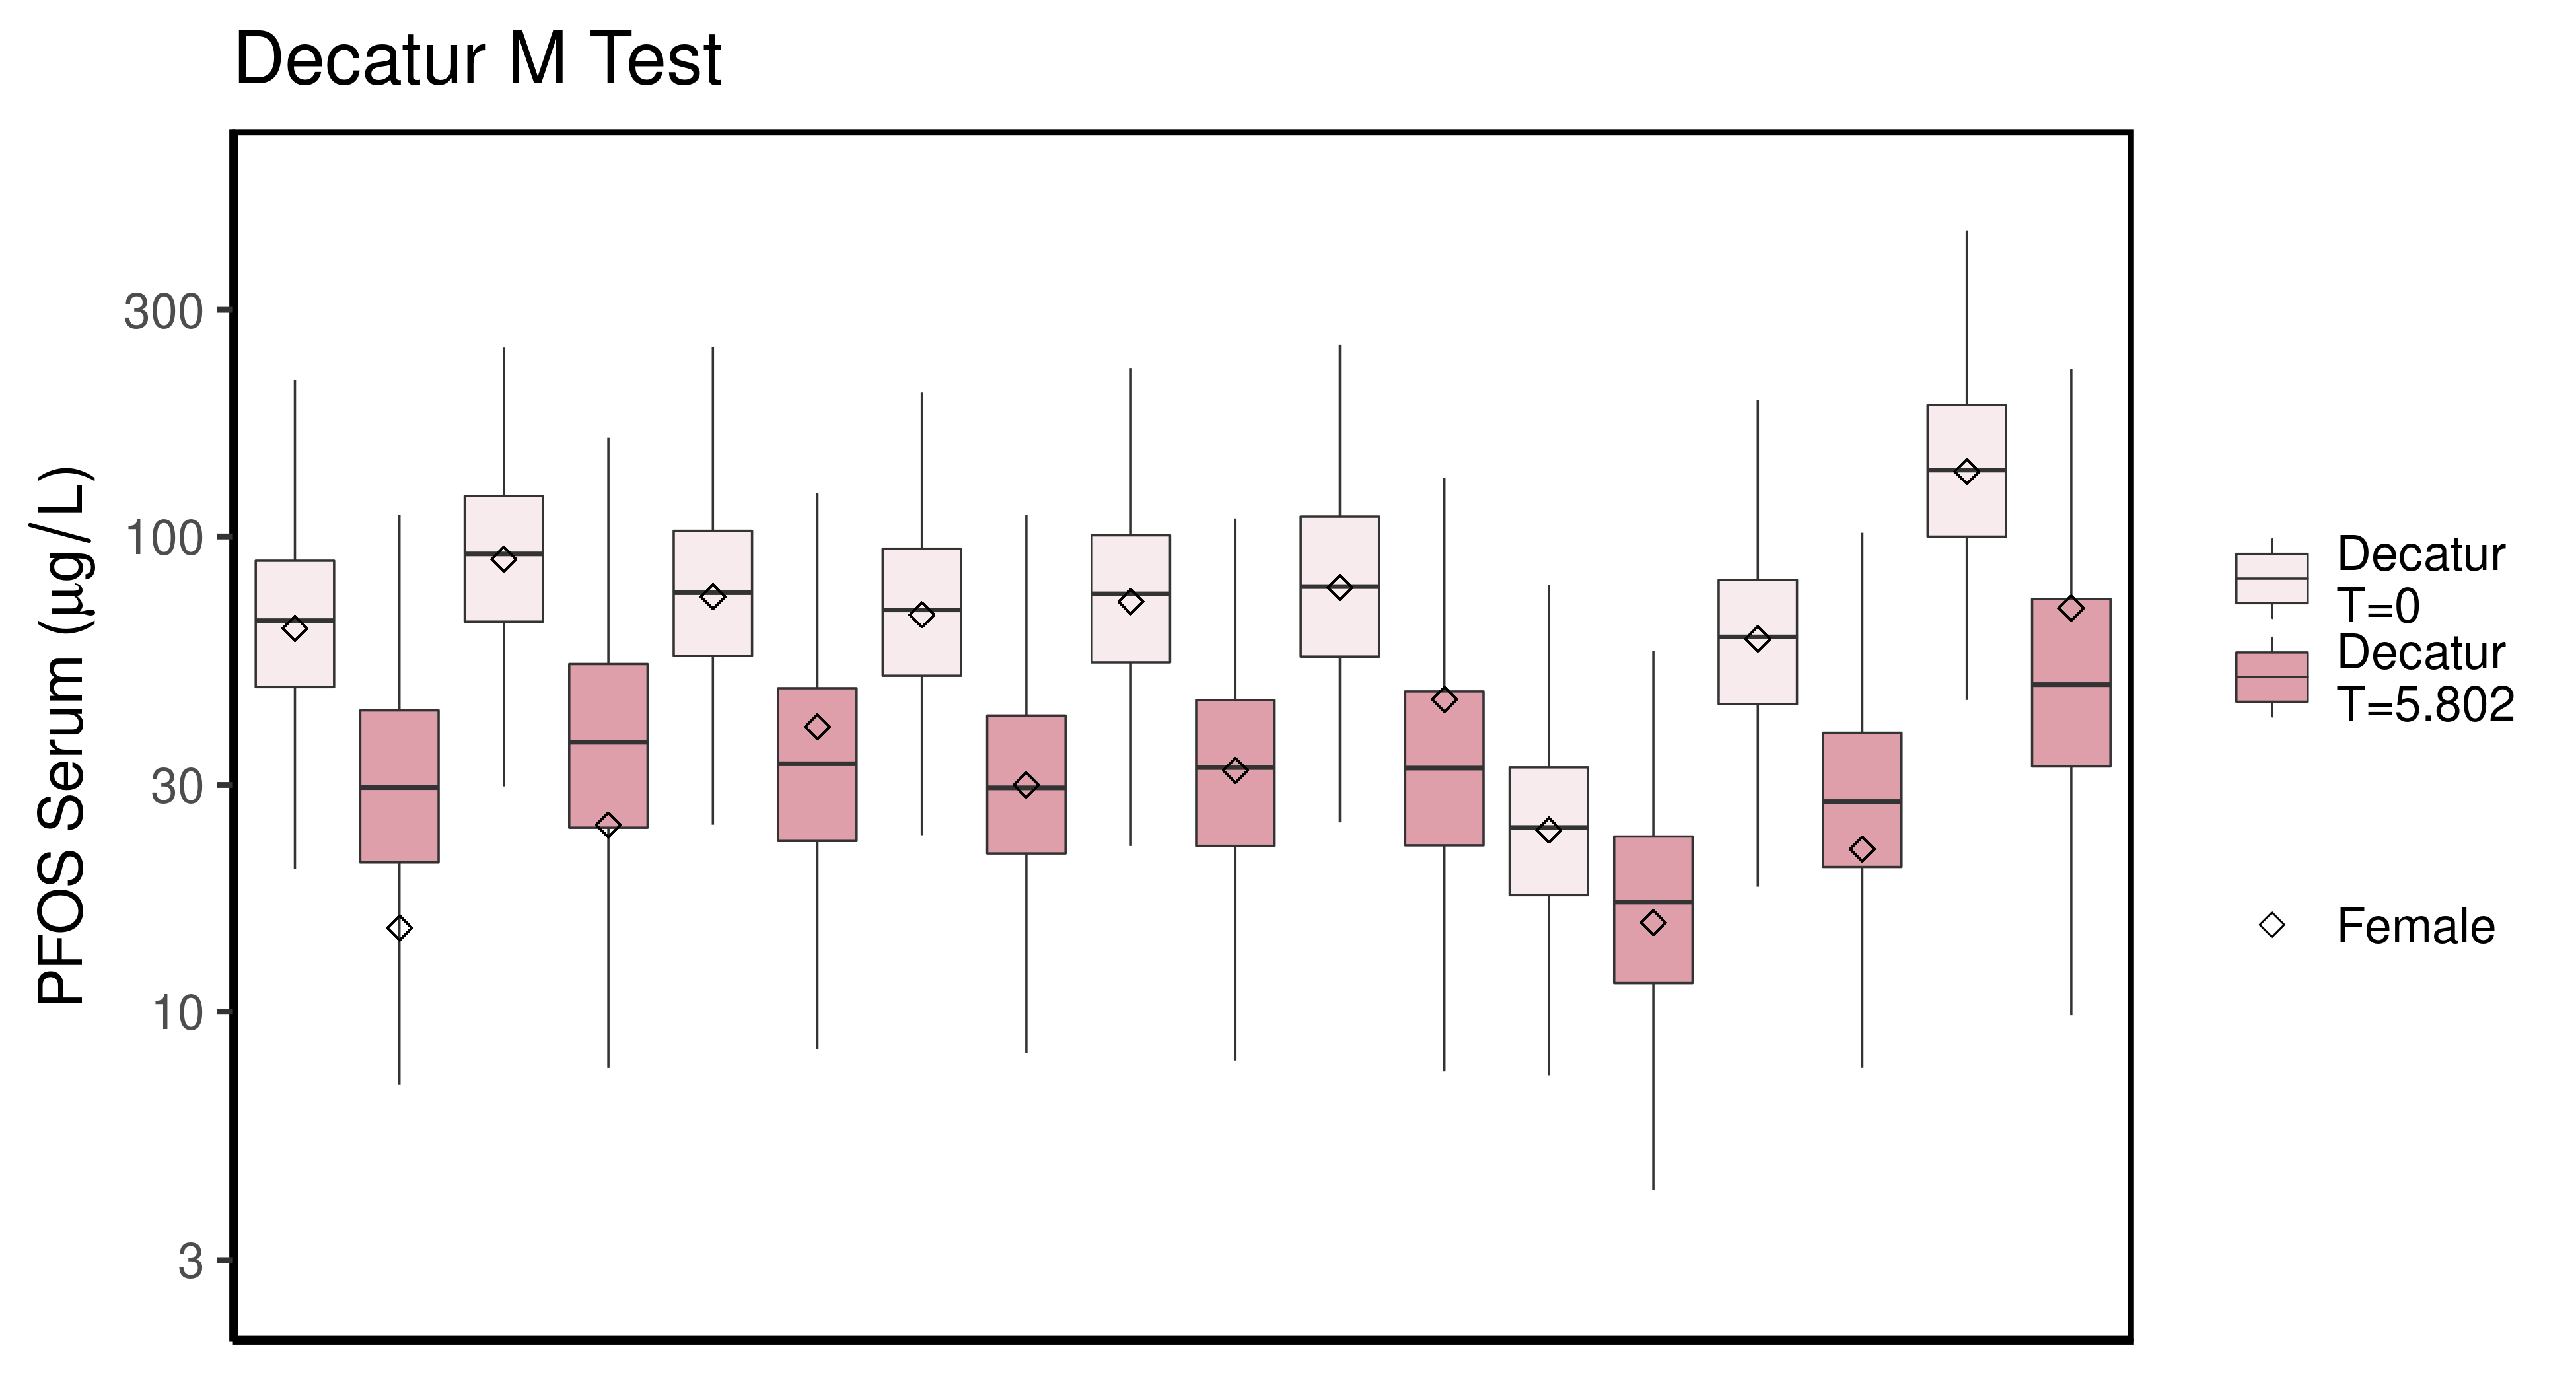 Decatur M Test
PFOS Serum (µg/L)
300
100
30
10
3
Decatur
T=0
Decatur
T=5.802
Female